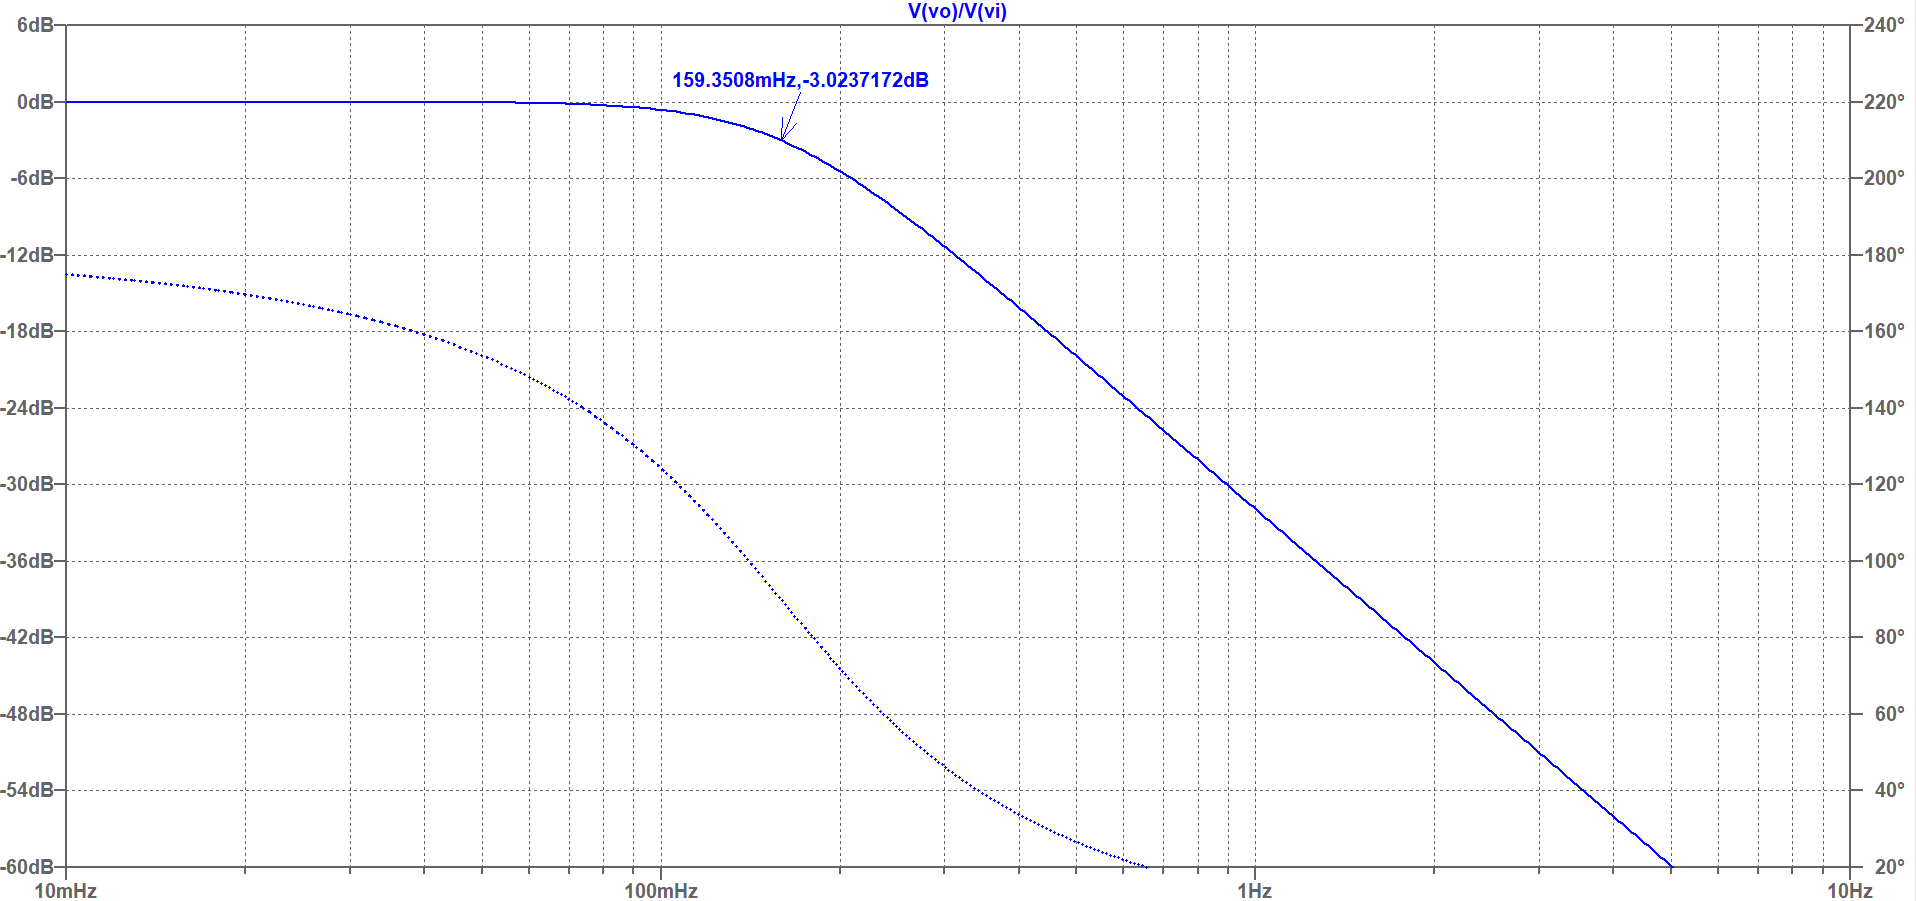 V(vo)/V(vi)
6dB
240°
159.3508mHz,-3.0237172dB
0dB
220°
-6dB
200°
-12dB
180°
-18dB
160°
-24dB
140°
-30dB
120°
-36dB
100°
-42dB
80°
-48dB
60°
-54dB
40°
-60dB
20°
10mHz
100mHz
1Hz
10Hz